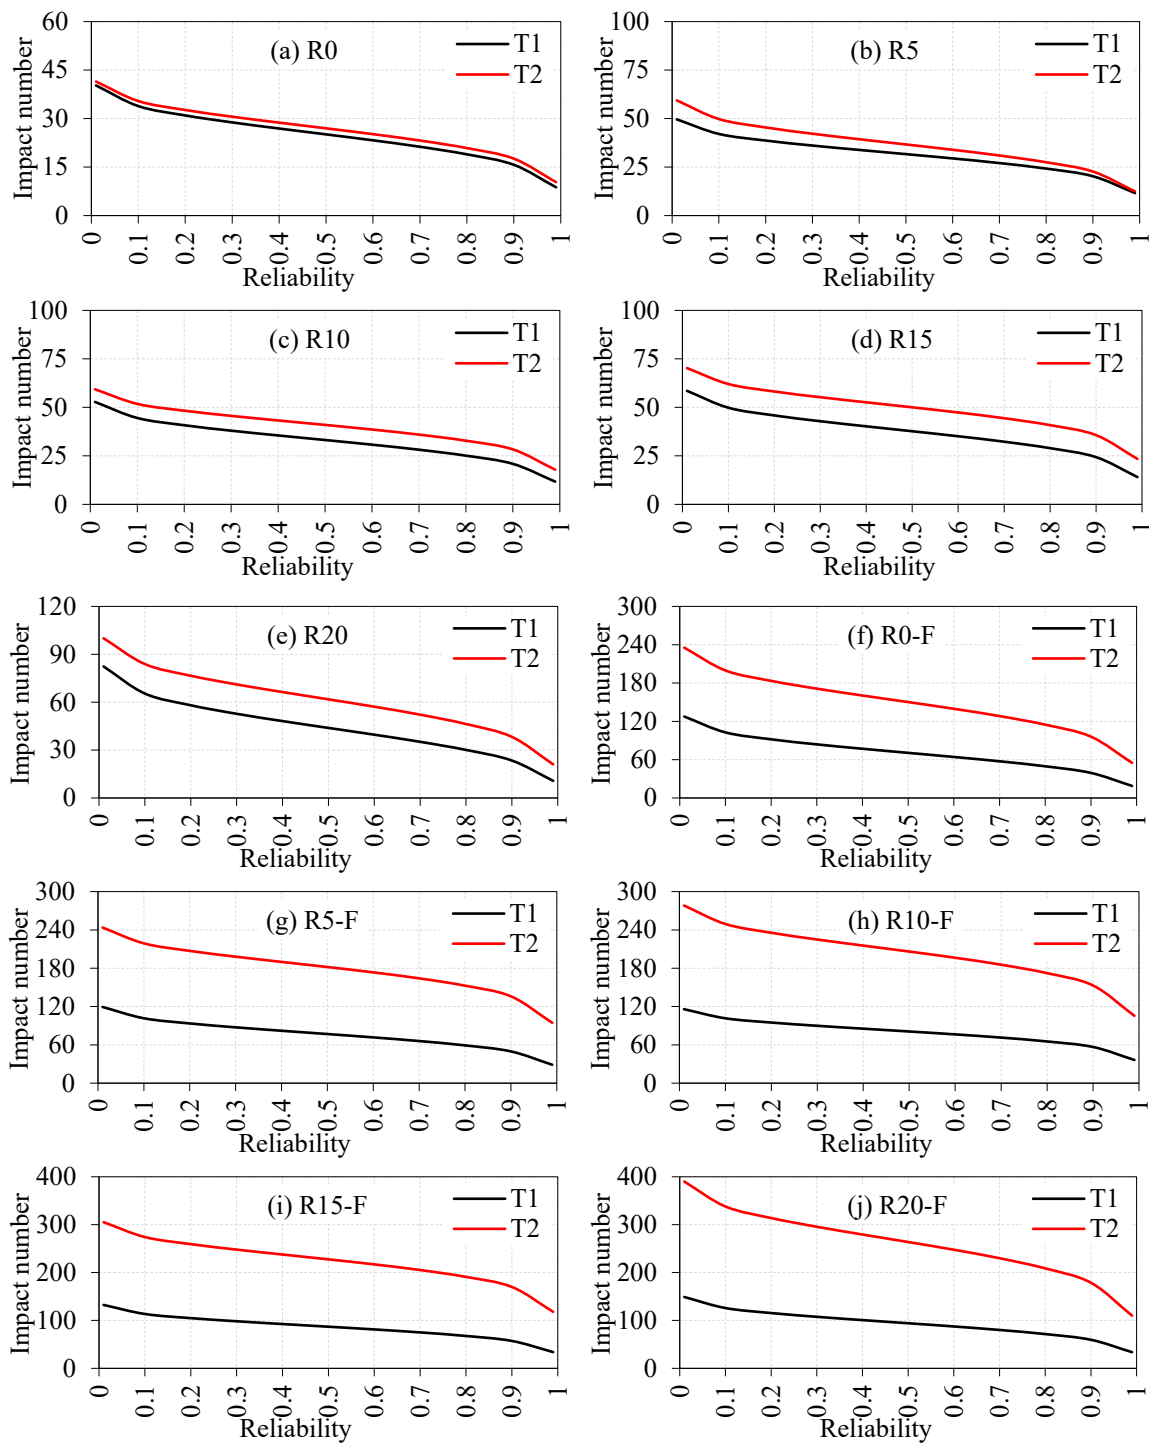 60
45
30
15
0
Impact number
(a) R0
T1
T2
0 0.1 0.2 0.3 0.4 0.5 0.6 0.7 0.8 0.9 1
Reliability
100
75
50
25
0
Impact number
(b) R5
T1
T2
0 0.1 0.2 0.3 0.4 0.5 0.6 0.7 0.8 0.9 1
Reliability
100
75
50
25
0
Impact number
(c) R10
T1
T2
0 0.1 0.2 0.3 0.4 0.5 0.6 0.7 0.8 0.9 1
Reliability
100
75
50
25
0
Impact number
(d) R15
T1
T2
0 0.1 0.2 0.3 0.4 0.5 0.6 0.7 0.8 0.9 1
Reliability
120
90
60
30
0
Impact number
(e) R20
T1
T2
0 0.1 0.2 0.3 0.4 0.5 0.6 0.7 0.8 0.9 1
Reliability
300
240
180
120
60
0
Impact number
(f) R0-F
T1
T2
0 0.1 0.2 0.3 0.4 0.5 0.6 0.7 0.8 0.9 1
Reliability
300
240
180
120
60
0
Impact number
(g) R5-F
T1
T2
0 0.1 0.2 0.3 0.4 0.5 0.6 0.7 0.8 0.9 1
Reliability
300
240
180
120
60
0
Impact number
(h) R10-F
T1
T2
0 0.1 0.2 0.3 0.4 0.5 0.6 0.7 0.8 0.9 1
Reliability
400
300
200
100
0
Impact number
(i) R15-F
T1
T2
0 0.1 0.2 0.3 0.4 0.5 0.6 0.7 0.8 0.9 1
Reliability
400
300
200
100
0
Impact number
(j) R20-F
T1
T2
0 0.1 0.2 0.3 0.4 0.5 0.6 0.7 0.8 0.9 1
Reliability